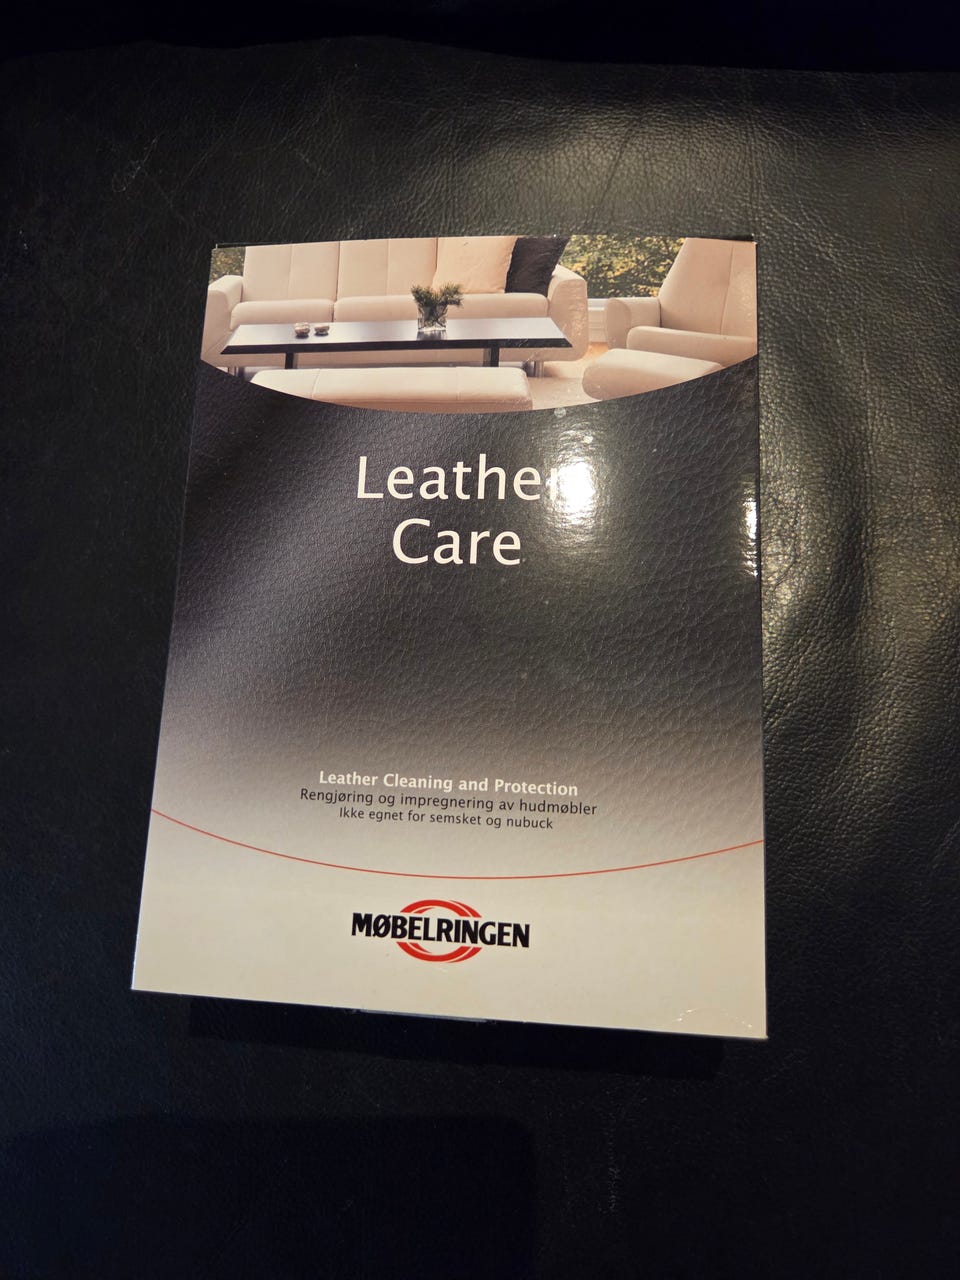 Leather
Care
Leather Cleaning and Protection
Rengjøring og impregnering av hudmøbler
Ikke egnet for semsket og nubuck
MØBELRINGEN